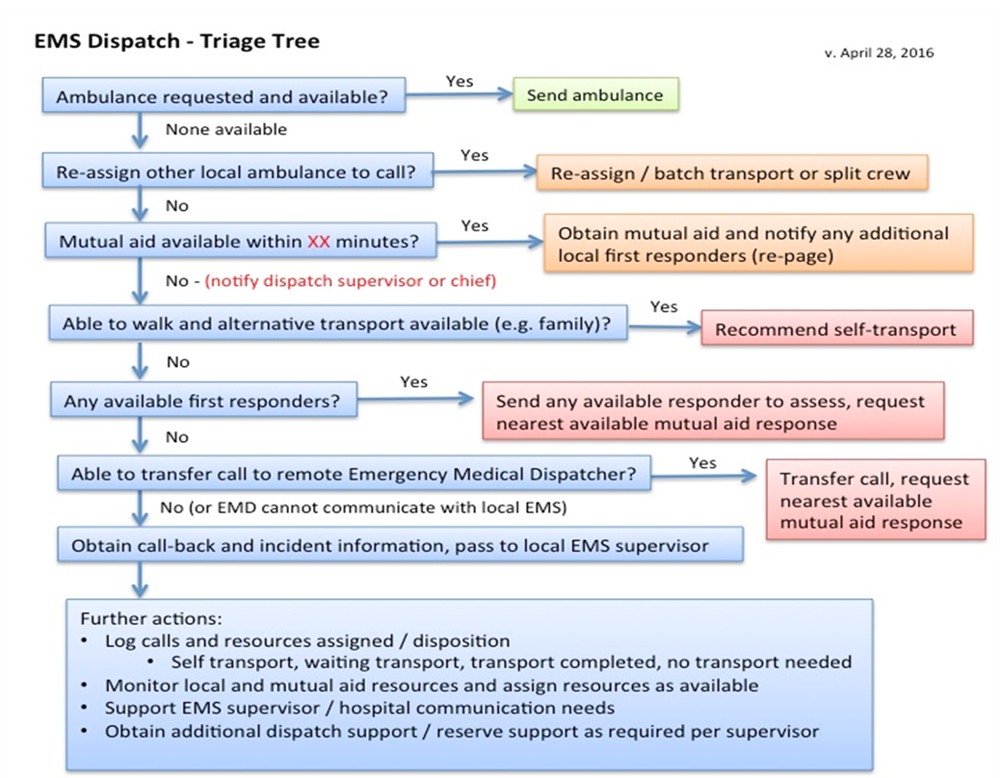 EMS Dispatch - Triage Tree
v. April 28, 2016
Ambulance requested and available?
Yes
Send ambulance
None available
Re-assign other local ambulance to call?
Yes
Re-assign / batch transport or split crew
No
Mutual aid available within XX minutes?
Yes
Obtain mutual aid and notify any additional
local first responders (re-page)
No - (notify dispatch supervisor or chief)
Able to walk and alternative transport available (e.g. family)?
Yes
Recommend self-transport
No
Any available first responders?
Yes
Send any available responder to assess, request
nearest available mutual aid response
No
Able to transfer call to remote Emergency Medical Dispatcher?
Yes
Transfer call, request
nearest available
mutual aid response
No (or EMD cannot communicate with local EMS)
Obtain call-back and incident information, pass to local EMS supervisor
Further actions:
• Log calls and resources assigned / disposition
• Self transport, waiting transport, transport completed, no transport needed
• Monitor local and mutual aid resources and assign resources as available
• Support EMS supervisor / hospital communication needs
• Obtain additional dispatch support / reserve support as required per supervisor